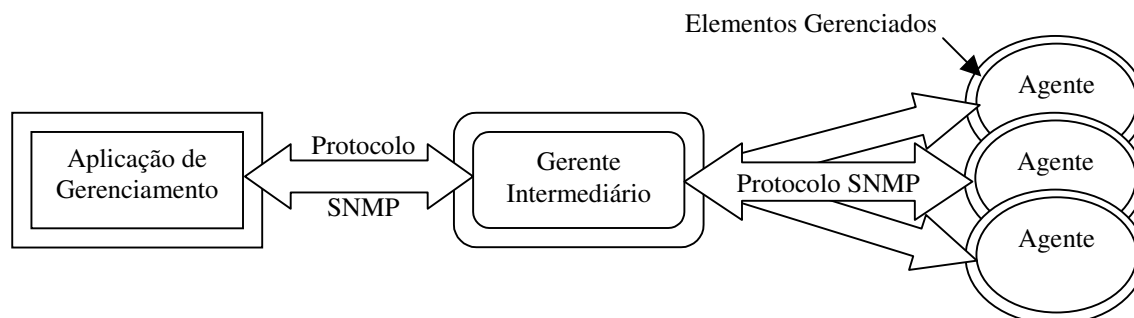 Elementos Gerenciados
Aplicação de
Gerenciamento
Protocolo
SNMP
Gerente
Intermediário
Protocolo SNMP
Agente
Agente
Agente